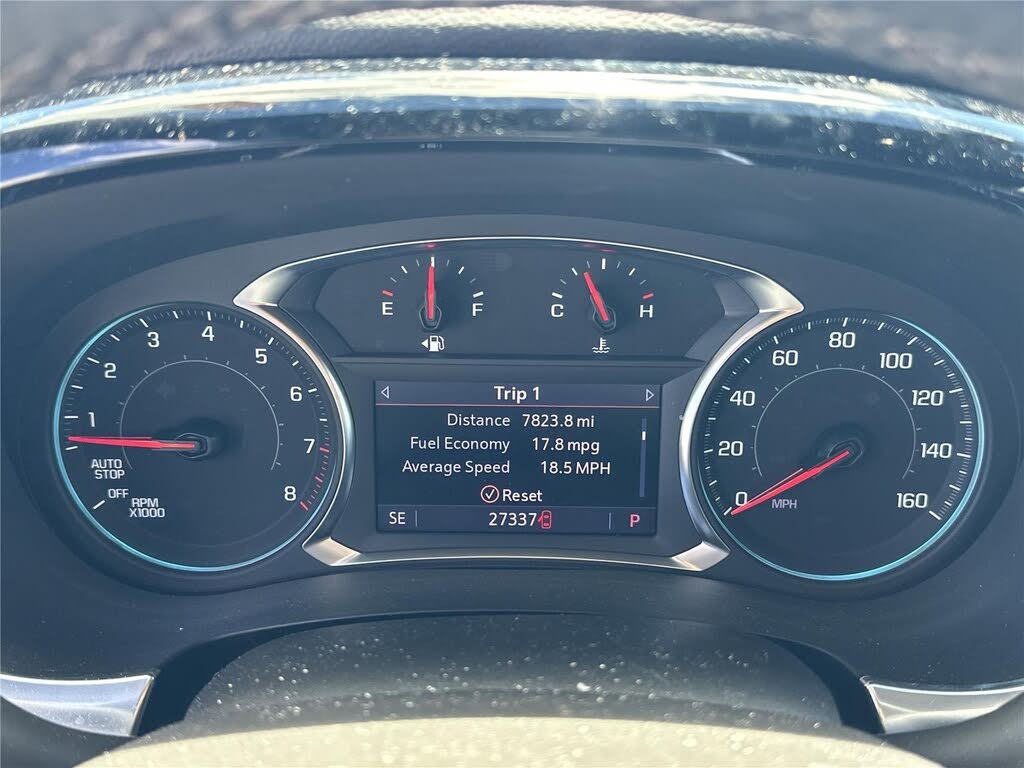 E F
C H
1 2 3 4 5 6 7 8
AUTO
STOP
OFF
RPM
X1000
Trip 1
Distance 7823.8 mi
Fuel Economy 17.8 mpg
Average Speed 18.5 MPH
Reset
SE 27337 P
0 20 40 60 80 100 120 140 160
MPH